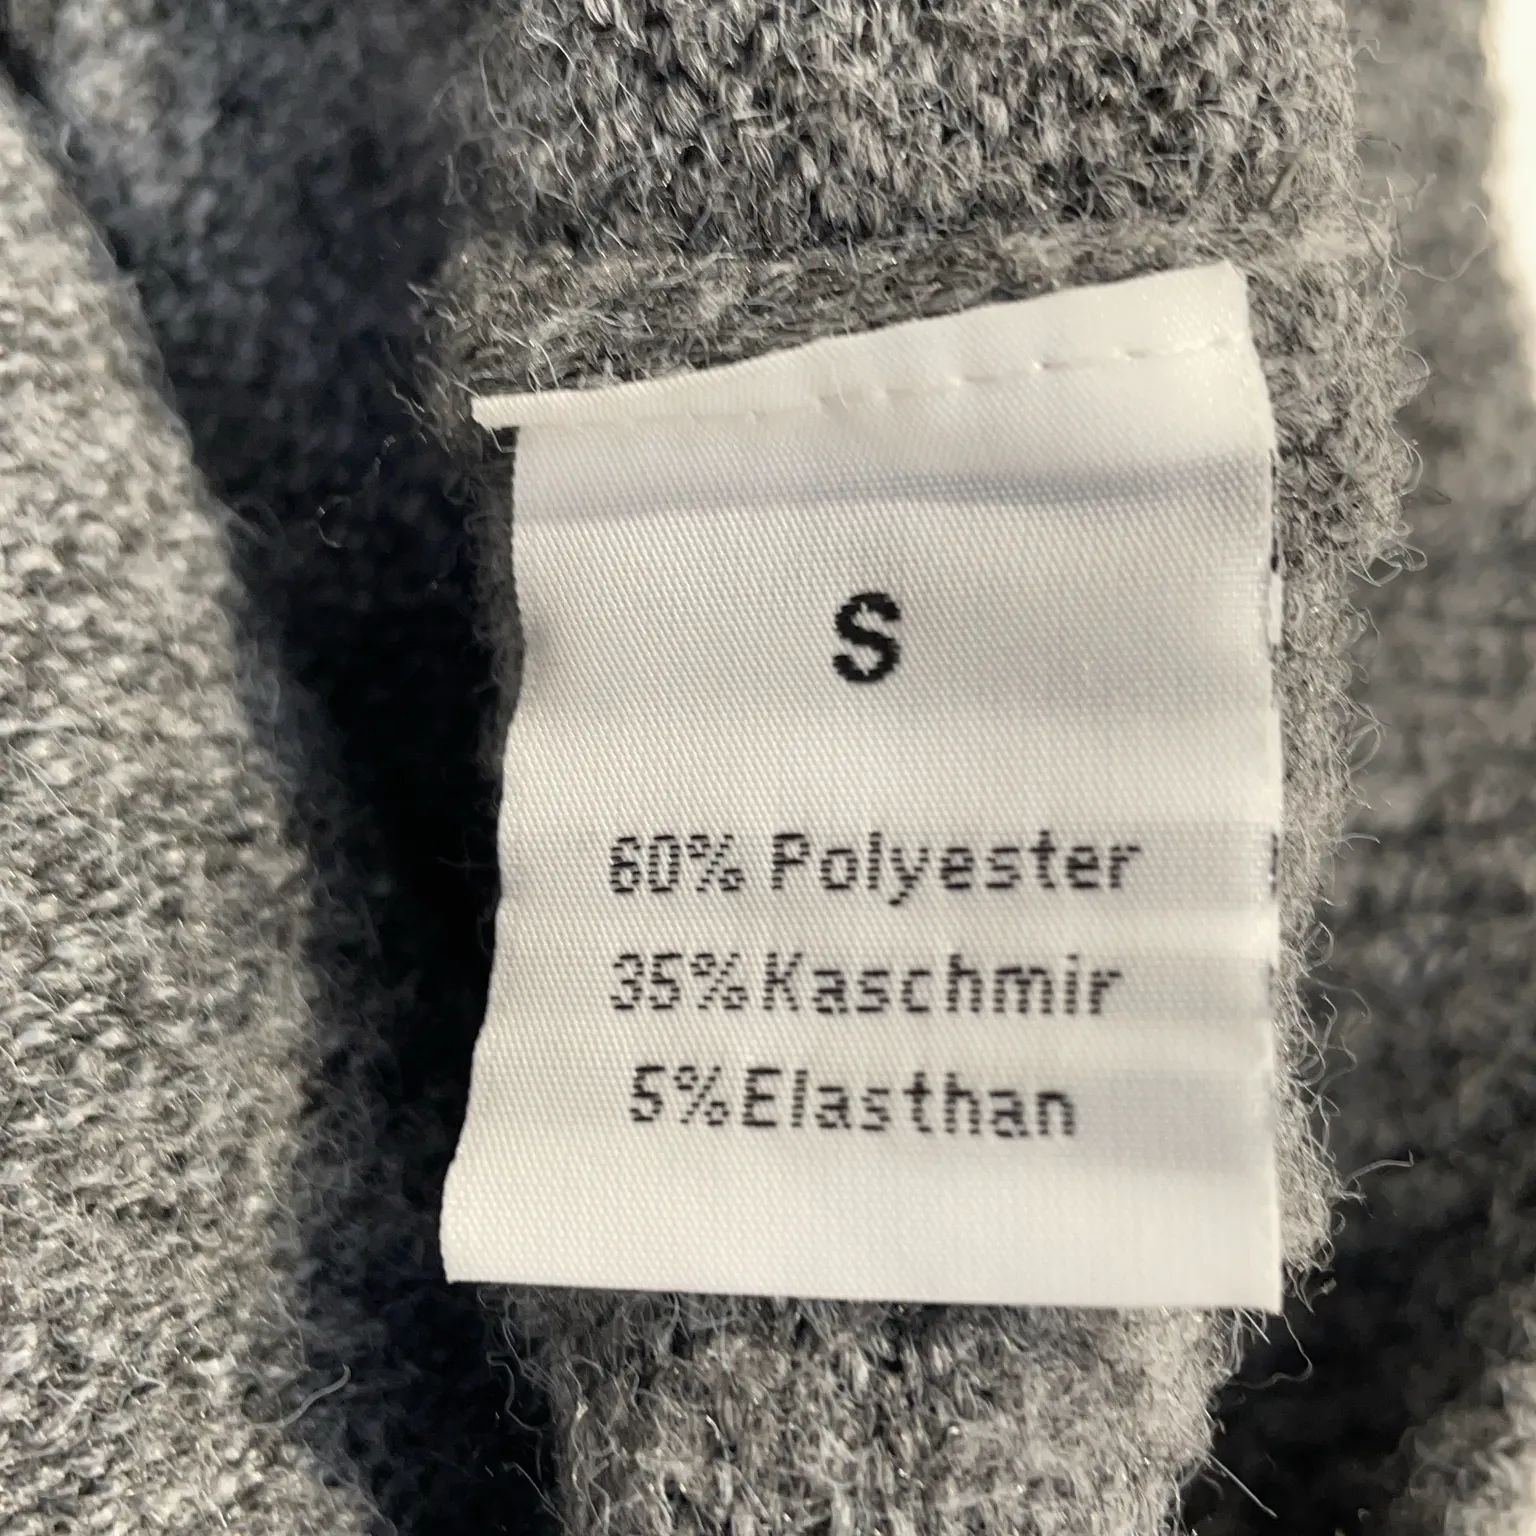 S
60% Polyester
35% Kaschmir
5% Elasthan